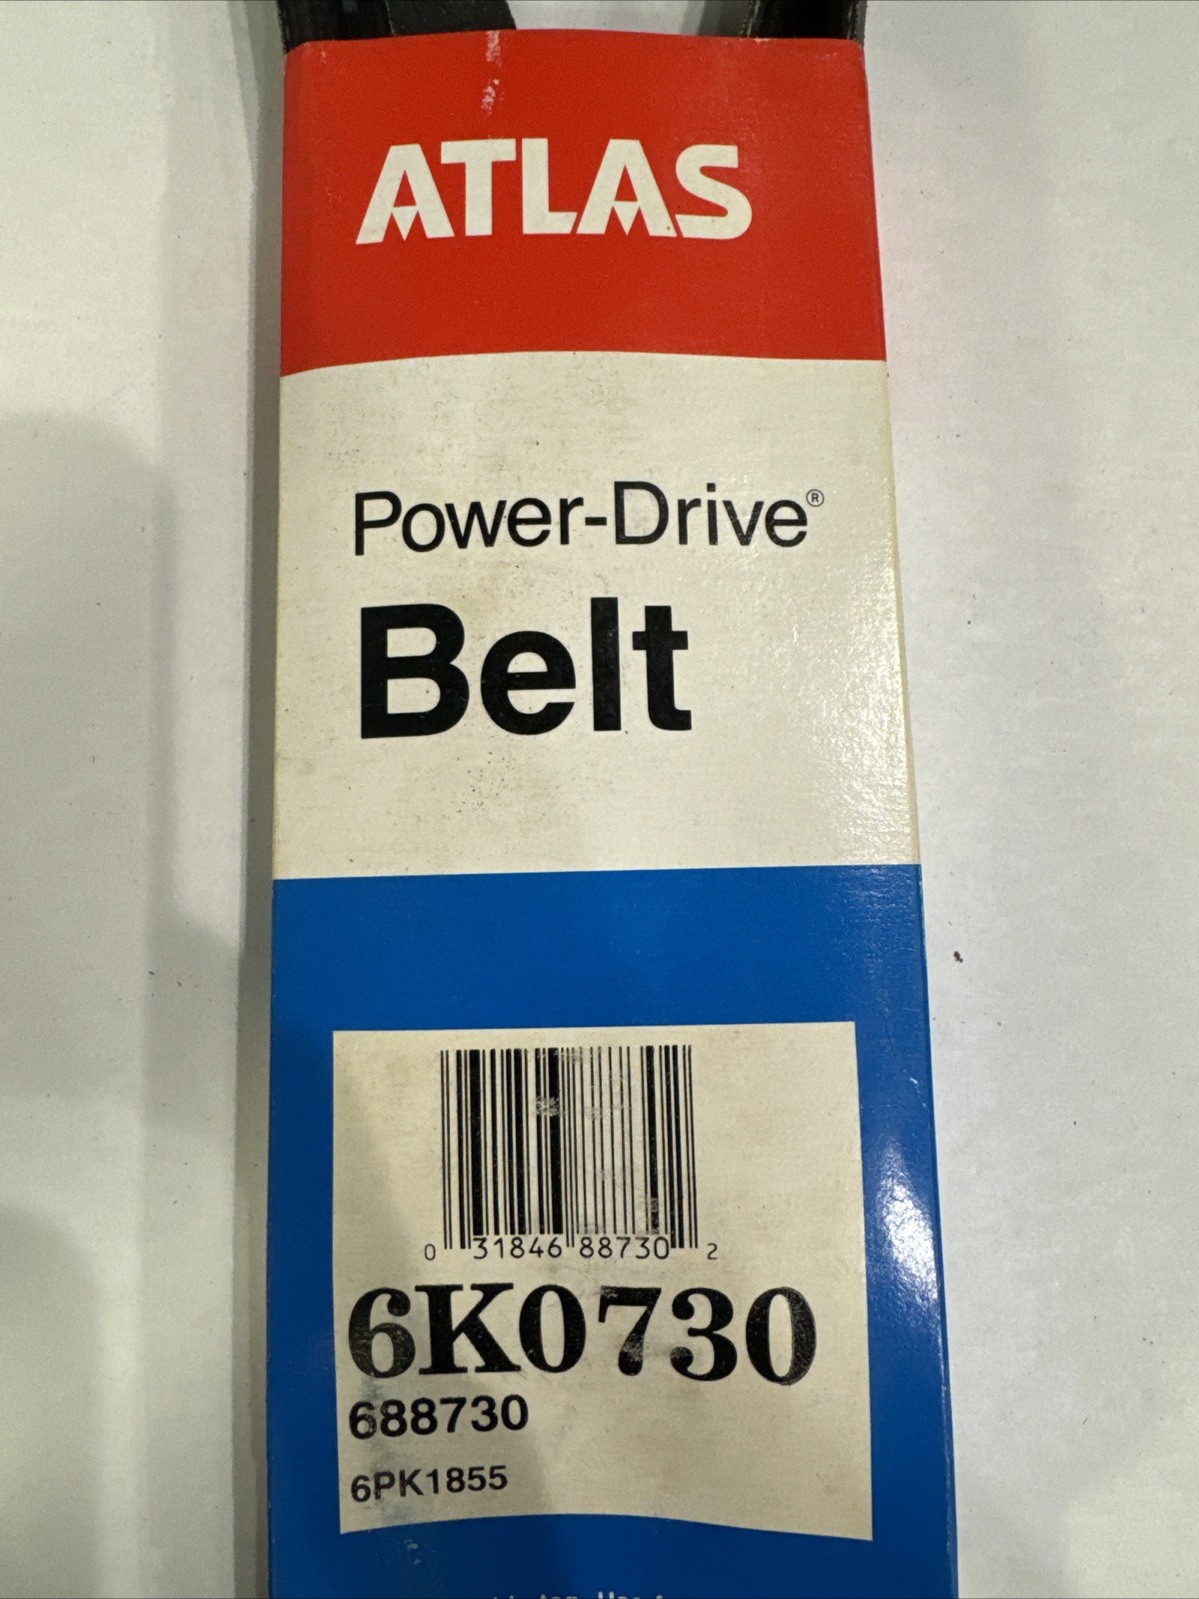 ATLAS
Power-Drive®
Belt
0 31846 88730 2
6K0730
688730
6PK1855